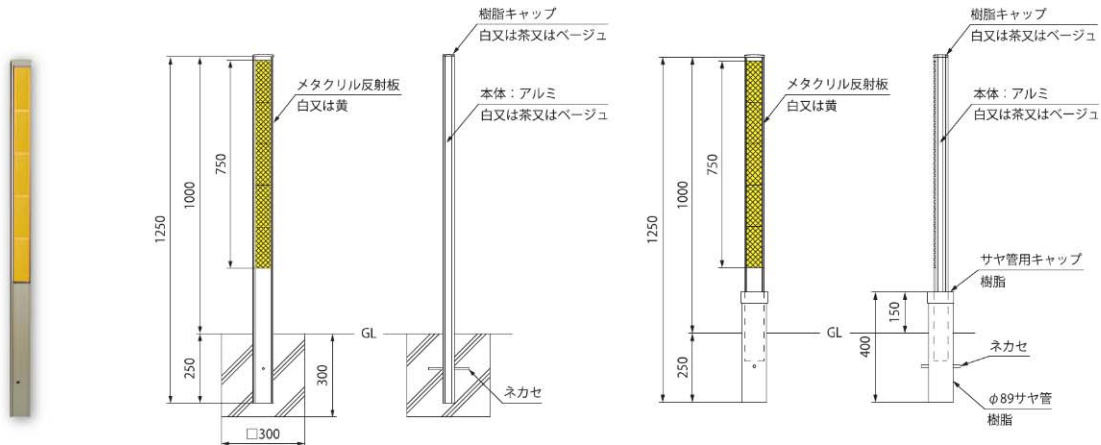 樹脂キャップ
白又は茶又はベージュ
メタクリル反射板
白又は黄
本体:アルミ
白又は茶又はベージュ
750
1000
1250
GL
250
300
ネカセ
□300
樹脂キャップ
白又は茶又はベージュ
メタクリル反射板
白又は黄
本体:アルミ
白又は茶又はベージュ
750
1000
1250
サヤ管用キャップ
樹脂
150
GL
400
250
ネカセ
φ89サヤ管
樹脂